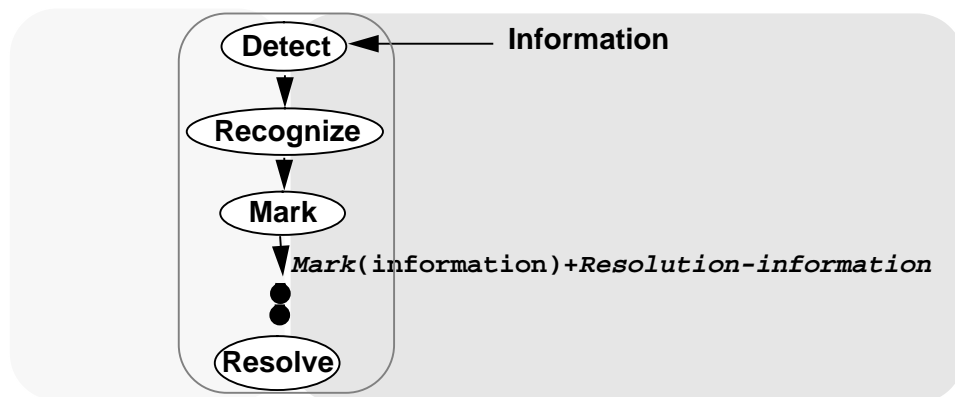 Detect
Information
Recognize
Mark
Mark(information)+Resolution-information
Resolve